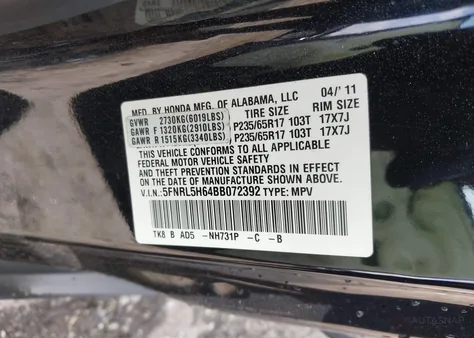 MFD. BY HONDA MFG. OF ALABAMA, LLC 04/'11
TIRE SIZE RIM SIZE
GVWR 2730KG(6019LBS)
GAWR F 1320KG(2910LBS) P235/65R17 103T 17X7J
GAWR R 1515KG(3340LBS) P235/65R17 103T 17X7J
THIS VEHICLE CONFORMS TO ALL APPLICABLE
FEDERAL MOTOR VEHICLE SAFETY AND THEFT
PREVENTION STANDARDS IN EFFECT ON THE DATE
OF MANUFACTURE SHOWN ABOVE.
V.I.N.:5FNRL5H64BB072392 TYPE: MPV
TK8 B AD5 -NH731P -C -B
AUTOSNAP